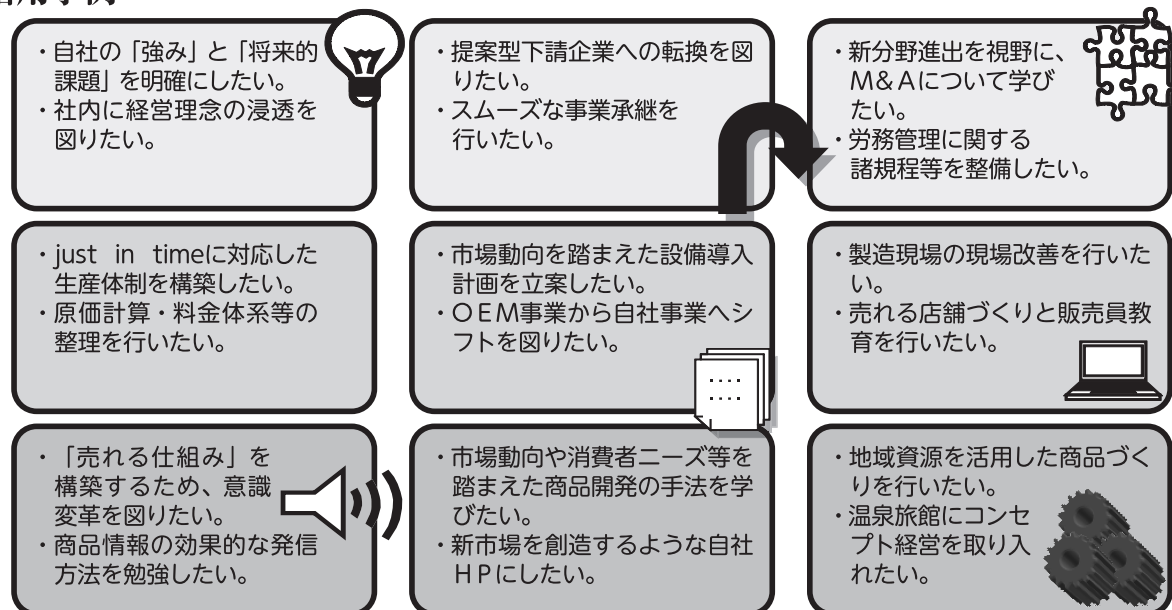 ・自社の「強み」と「将来的
課題」を明確にしたい。
・社内に経営理念の浸透を
図りたい。
・提案型下請企業への転換を図
りたい。
・スムーズな事業承継を
行いたい。
・新分野進出を視野に、
M&Aについて学び
たい。
・労務管理に関する
諸規程等を整備したい。
・just in timeに対応した
生産体制を構築したい。
・原価計算・料金体系等の
整理を行いたい。
・市場動向を踏まえた設備導入
計画を立案したい。
・OEM事業から自社事業へシ
フトを図りたい。
・製造現場の現場改善を行いた
い。
・売れる店舗づくりと販売員教
育を行いたい。
・「売れる仕組み」を
構築するため、意識
変革を図りたい。
・商品情報の効果的な発信
方法を勉強したい。
・市場動向や消費者ニーズ等を
踏まえた商品開発の手法を学
びたい。
・新市場を創造するような自社
HPにしたい。
・地域資源を活用した商品づく
りを行いたい。
・温泉旅館にコンセ
プト経営を取り入
れたい。